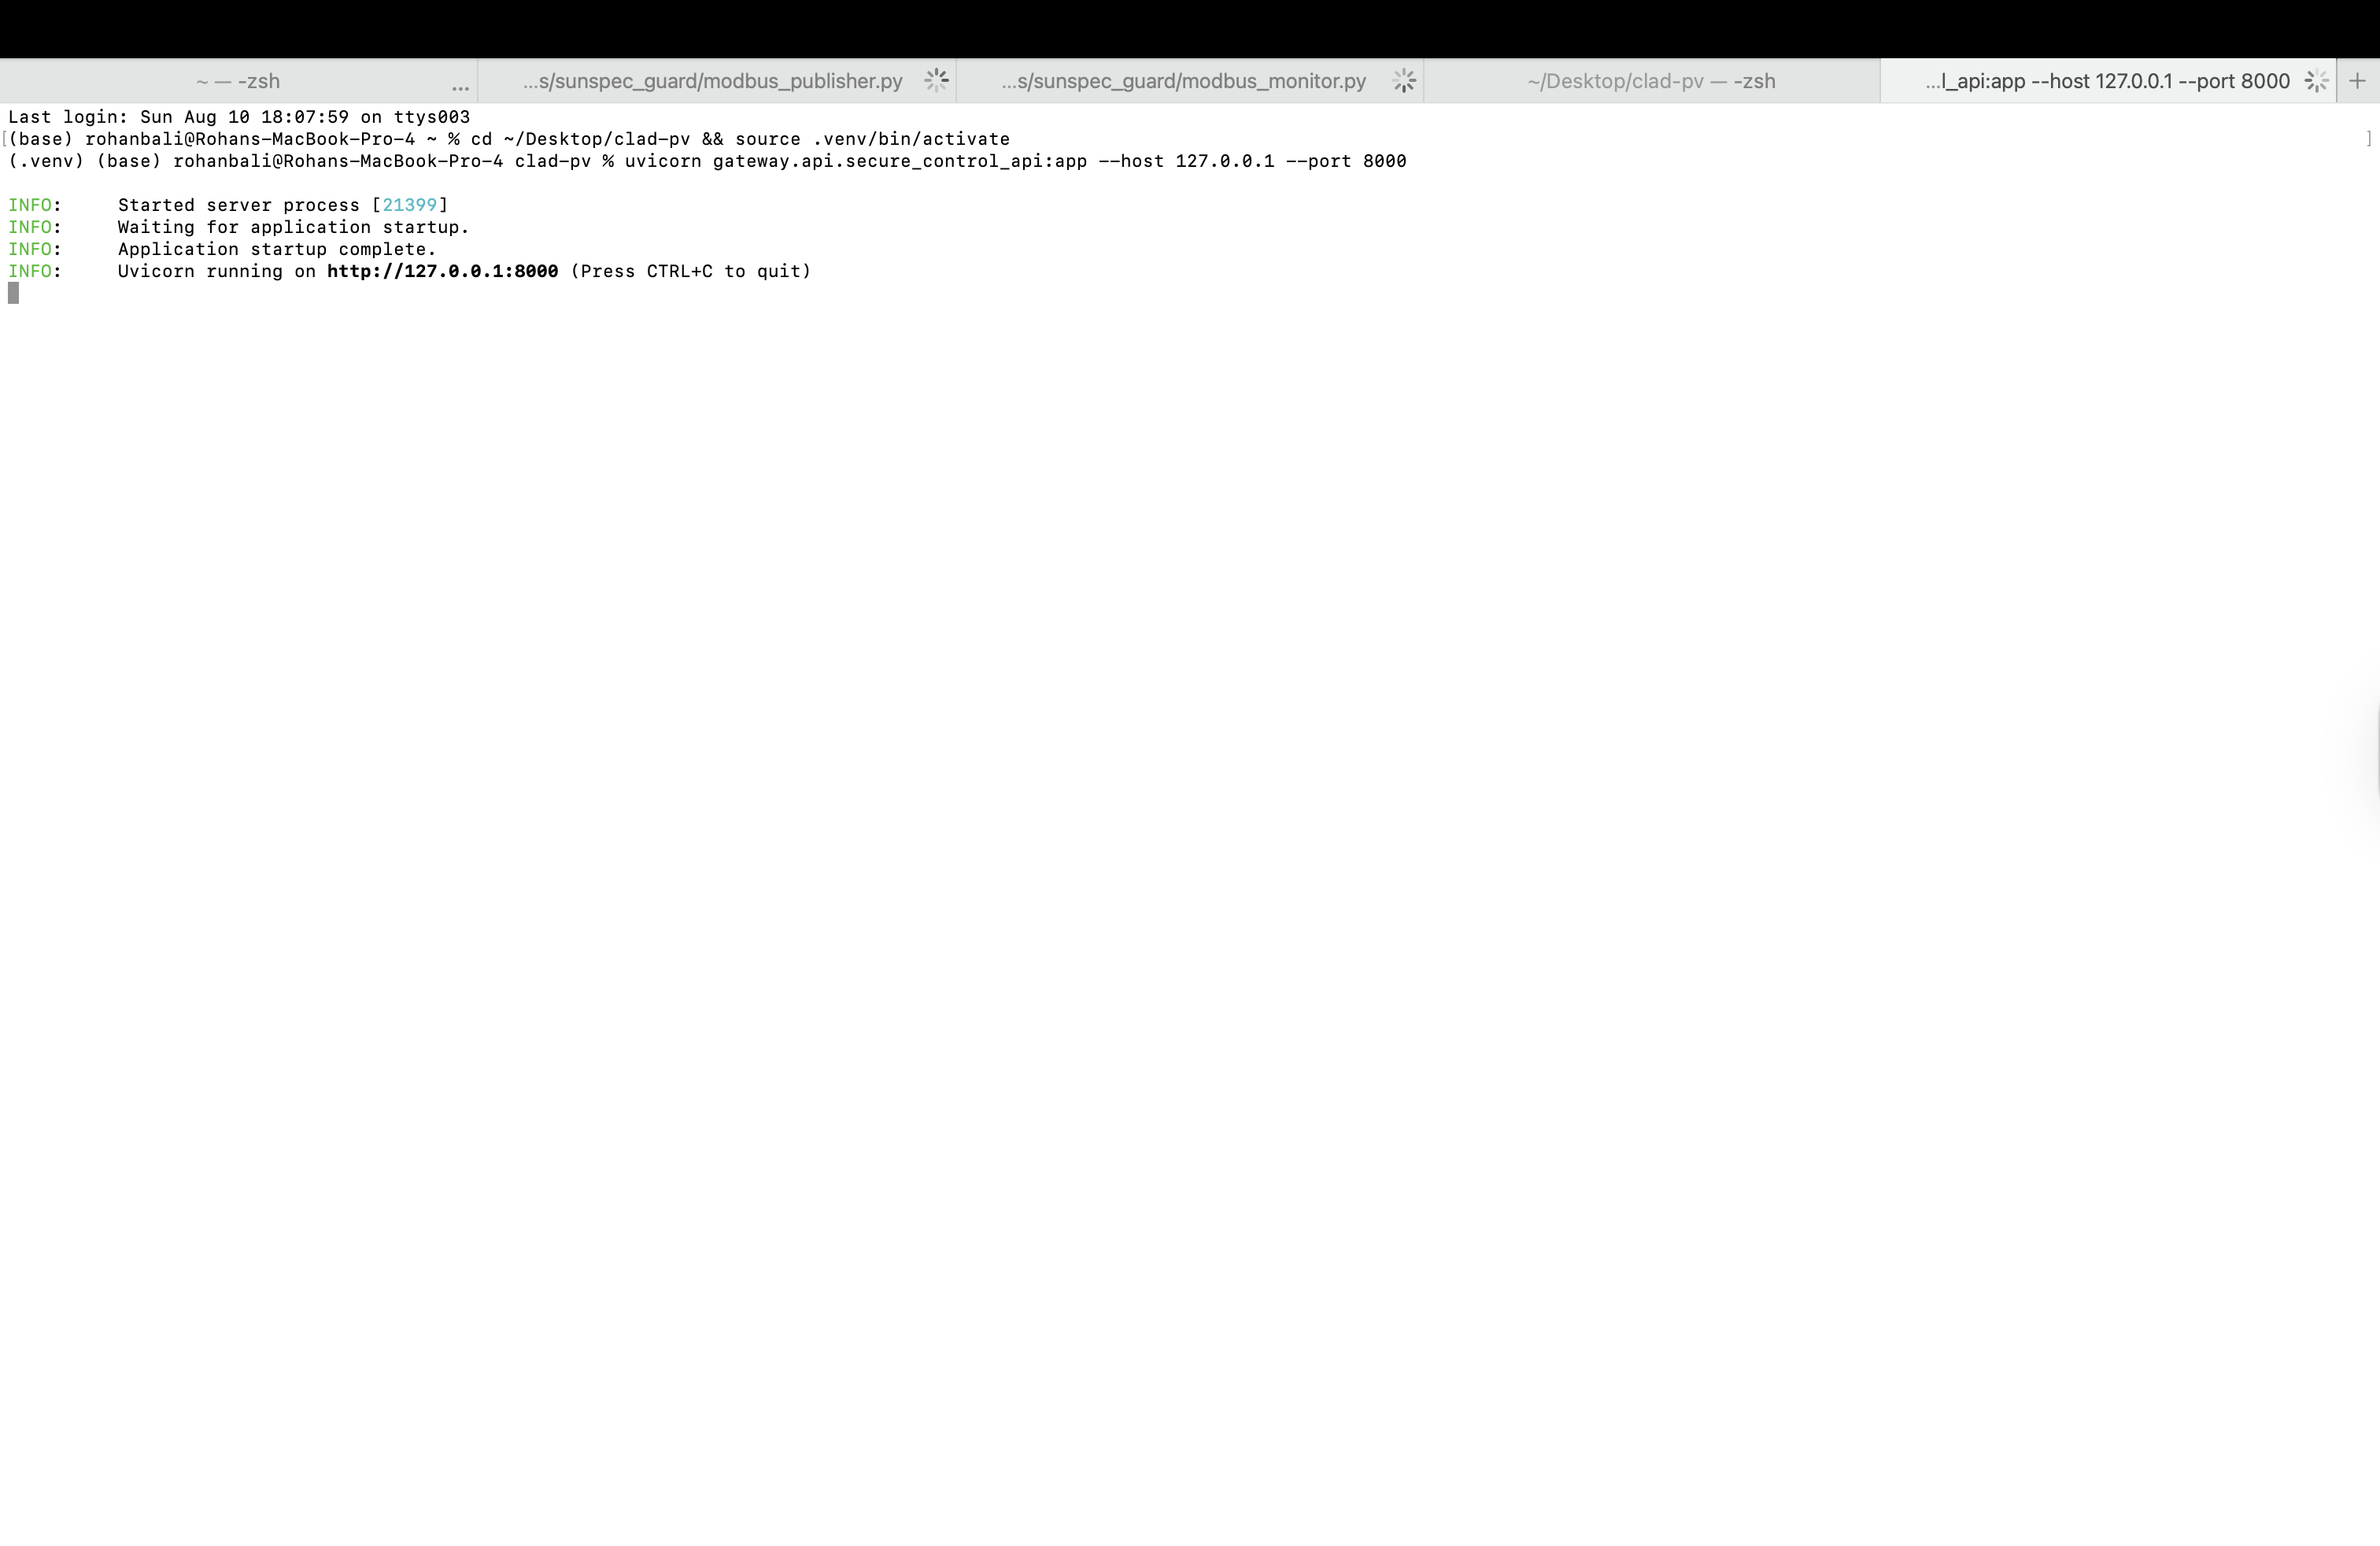 ~ — -zsh ... ...s/sunspec_guard/modbus_publisher.py ...s/sunspec_guard/modbus_monitor.py ~/Desktop/clad-pv — -zsh ...l_api:app --host 127.0.0.1 --port 8000 +
Last login: Sun Aug 10 18:07:59 on ttys003
[(base) rohanbali@Rohans-MacBook-Pro-4 ~ % cd ~/Desktop/clad-pv && source .venv/bin/activate ]
(.venv) (base) rohanbali@Rohans-MacBook-Pro-4 clad-pv % uvicorn gateway.api.secure_control_api:app --host 127.0.0.1 --port 8000
INFO:     Started server process [21399]
INFO:     Waiting for application startup.
INFO:     Application startup complete.
INFO:     Uvicorn running on http://127.0.0.1:8000 (Press CTRL+C to quit)